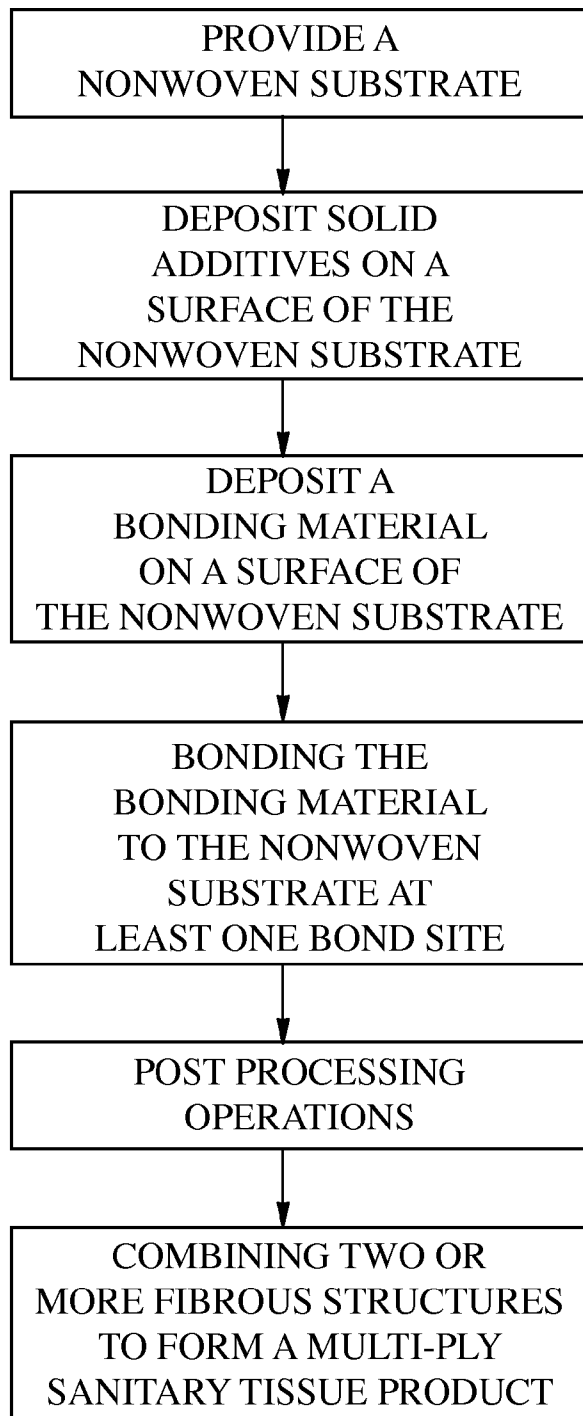 PROVIDE A
NONWOVEN SUBSTRATE
DEPOSIT SOLID
ADDITIVES ON A
SURFACE OF THE
NONWOVEN SUBSTRATE
DEPOSIT A
BONDING MATERIAL
ON A SURFACE OF
THE NONWOVEN SUBSTRATE
BONDING THE
BONDING MATERIAL
TO THE NONWOVEN
SUBSTRATE AT
LEAST ONE BOND SITE
POST PROCESSING
OPERATIONS
COMBINING TWO OR
MORE FIBROUS STRUCTURES
TO FORM A MULTI-PLY
SANITARY TISSUE PRODUCT